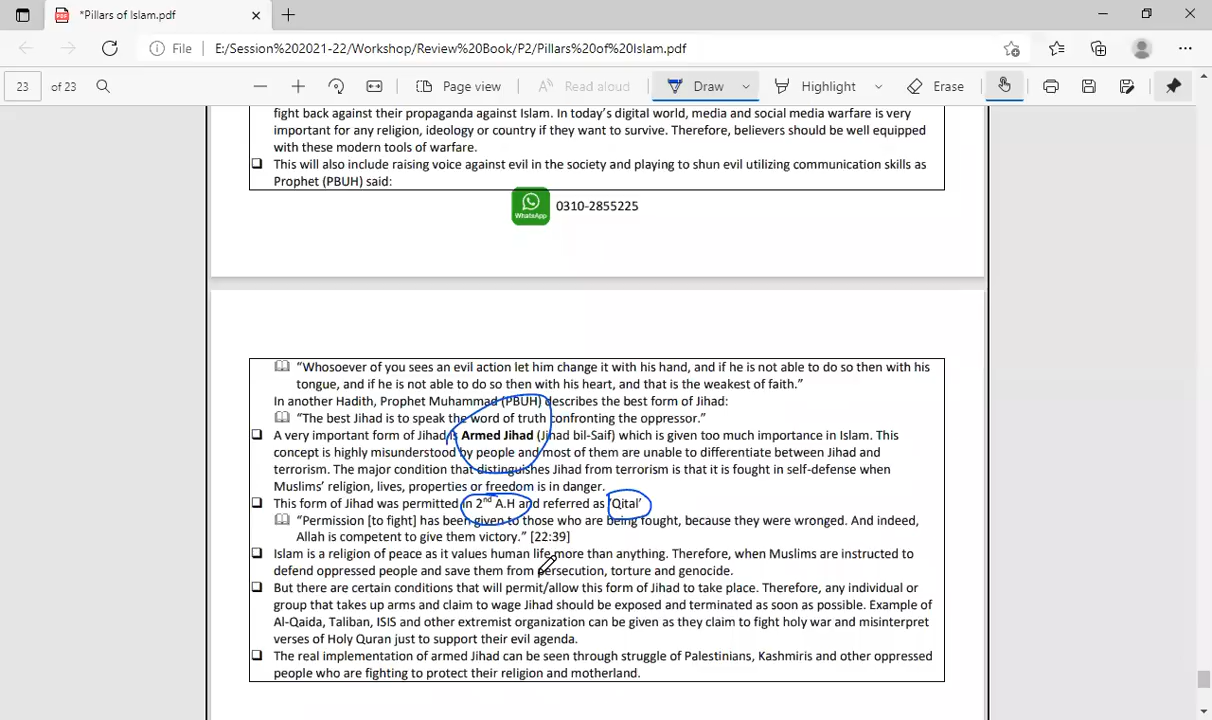 *Pillars of Islam.pdf
File E:/Session%202021-22/Workshop/Review%20Book/P2/Pillars%20of%20Islam.pdf
23 of 23 Page view Read aloud Draw Highlight Erase
fight back against their propaganda against Islam. In today's digital world, media and social media warfare is very
important for any religion, ideology or country if they want to survive. Therefore, believers should be well equipped
with these modern tools of warfare.
This will also include raising voice against evil in the society and playing to shun evil utilizing communication skills as
Prophet (PBUH) said:
WhatsApp 0310-2855225
"Whosoever of you sees an evil action let him change it with his hand, and if he is not able to do so then with his
tongue, and if he is not able to do so then with his heart, and that is the weakest of faith."
In another Hadith, Prophet Muhammad (PBUH) describes the best form of Jihad:
"The best Jihad is to speak the word of truth confronting the oppressor."
A very important form of Jihad is Armed Jihad (Jihad bil-Saif) which is given too much importance in Islam. This
concept is highly misunderstood by people and most of them are unable to differentiate between Jihad and
terrorism. The major condition that distinguishes Jihad from terrorism is that it is fought in self-defense when
Muslims' religion, lives, properties or freedom is in danger.
This form of Jihad was permitted in 2nd A.H and referred as 'Qital'
"Permission [to fight] has been given to those who are being fought, because they were wronged. And indeed,
Allah is competent to give them victory." [22:39]
Islam is a religion of peace as it values human life more than anything. Therefore, when Muslims are instructed to
defend oppressed people and save them from persecution, torture and genocide.
But there are certain conditions that will permit/allow this form of Jihad to take place. Therefore, any individual or
group that takes up arms and claim to wage Jihad should be exposed and terminated as soon as possible. Example of
Al-Qaida, Taliban, ISIS and other extremist organization can be given as they claim to fight holy war and misinterpret
verses of Holy Quran just to support their evil agenda.
The real implementation of armed Jihad can be seen through struggle of Palestinians, Kashmiris and other oppressed
people who are fighting to protect their religion and motherland.